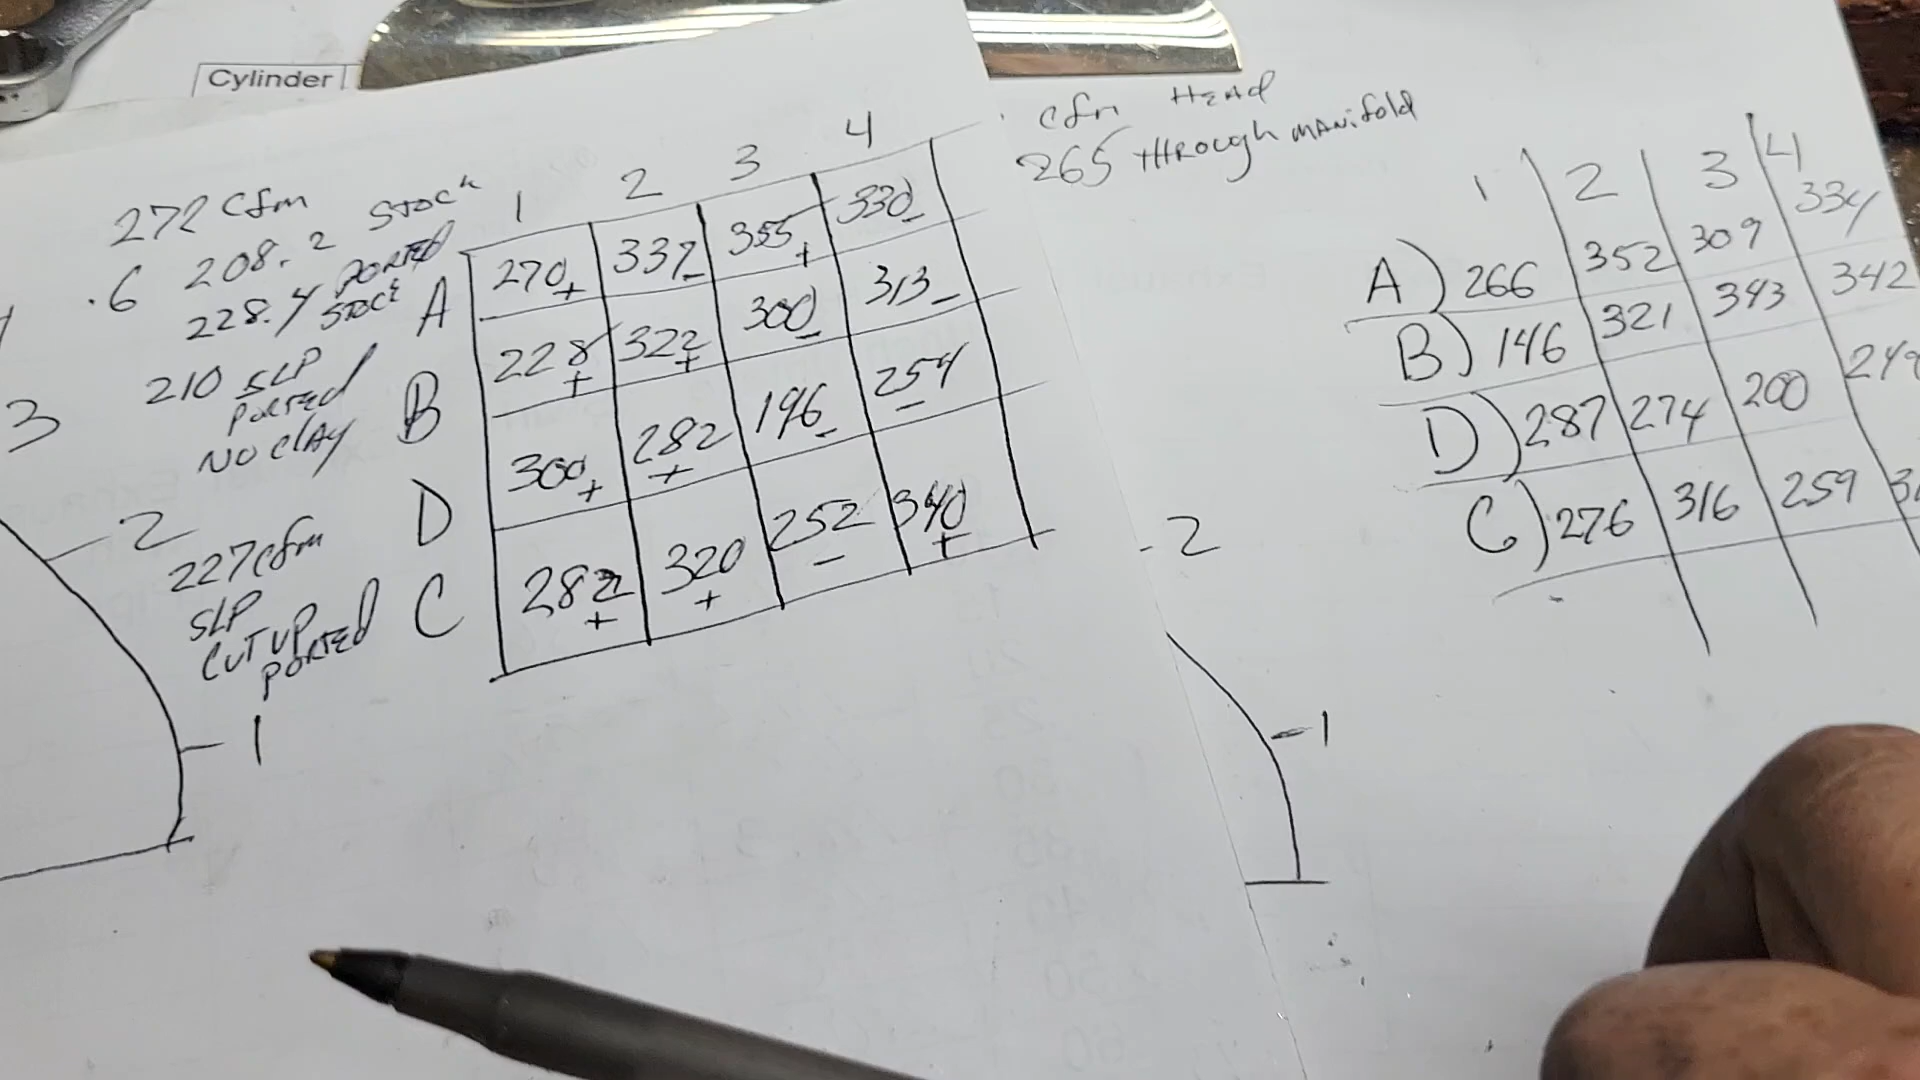 Cylinder
272 Cfm
.6 208.2 STOCK
228.4 PORTED
STOCK
210 SLP
PORTED
NO CLAY
3
2
227 Cfm
SLP
CUT UP
PORTED
1
1 2 3 4
A 270+ 337- 355+ 330-
B 228+ 322+ 300- 313-
D 300+ 282+ 196- 254-
C 282+ 320+ 252- 340+
Cfm HEAD
265 THROUGH MANifold
1 2 3 4
A) 266 352 309 334
B) 146 321 343 342
D) 287 274 200
C) 276 316 259
-2
-1